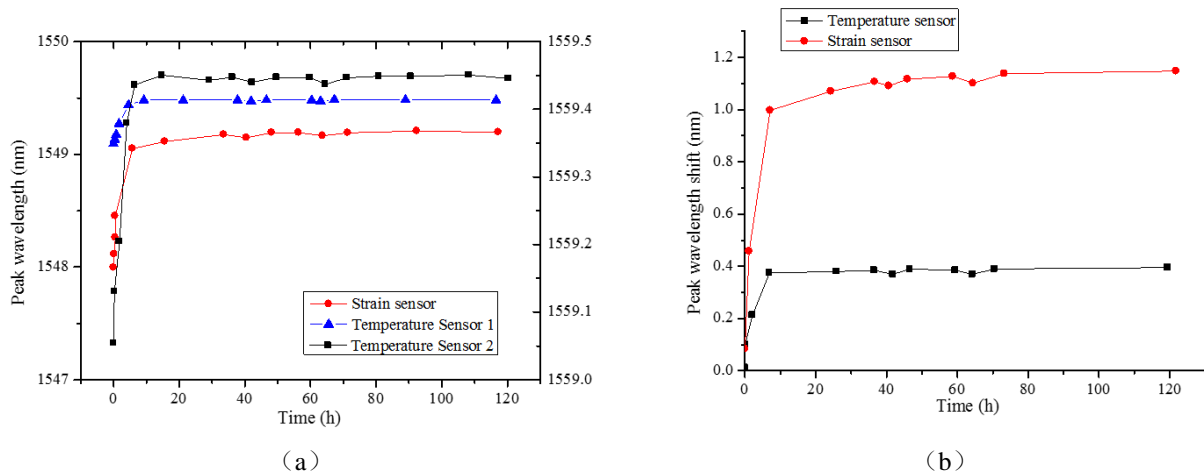 1550
1549
1548
1547
Peak wavelength (nm)
1559.5
1559.4
1559.3
1559.2
1559.1
1559.0
Strain sensor
Temperature Sensor 1
Temperature Sensor 2
0 20 40 60 80 100 120
Time (h)
（a）
Temperature sensor
Strain sensor
1.2
1.0
0.8
0.6
0.4
0.2
0.0
Peak wavelength shift (nm)
0 20 40 60 80 100 120
Time (h)
（b）